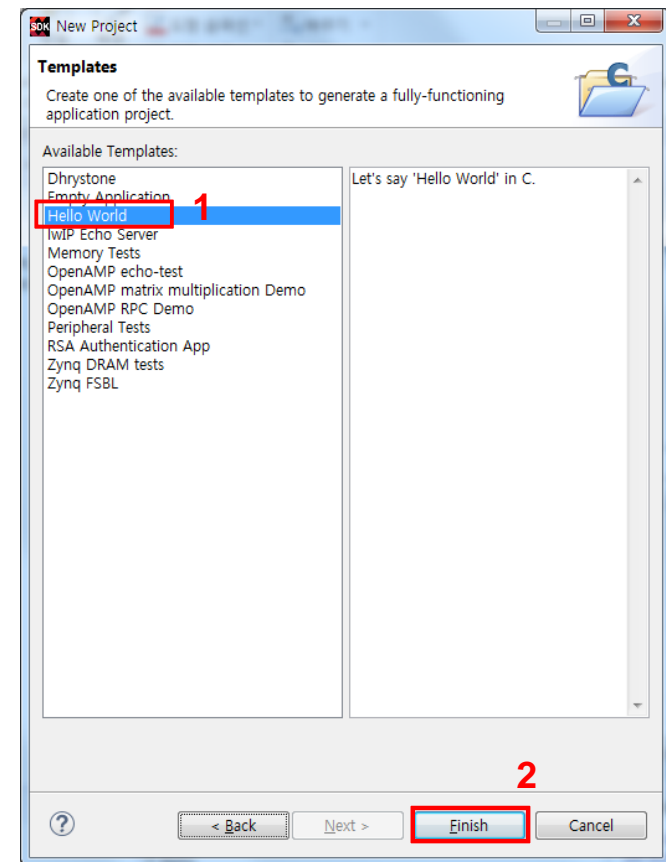 SDK New Project
Templates
Create one of the available templates to generate a fully-functioning
application project.
C
Available Templates:
Dhrystone
Empty Application
1
Hello World
lwIP Echo Server
Memory Tests
OpenAMP echo-test
OpenAMP matrix multiplication Demo
OpenAMP RPC Demo
Peripheral Tests
RSA Authentication App
Zynq DRAM tests
Zynq FSBL
Let's say 'Hello World' in C.
2
? < Back Next > Finish Cancel